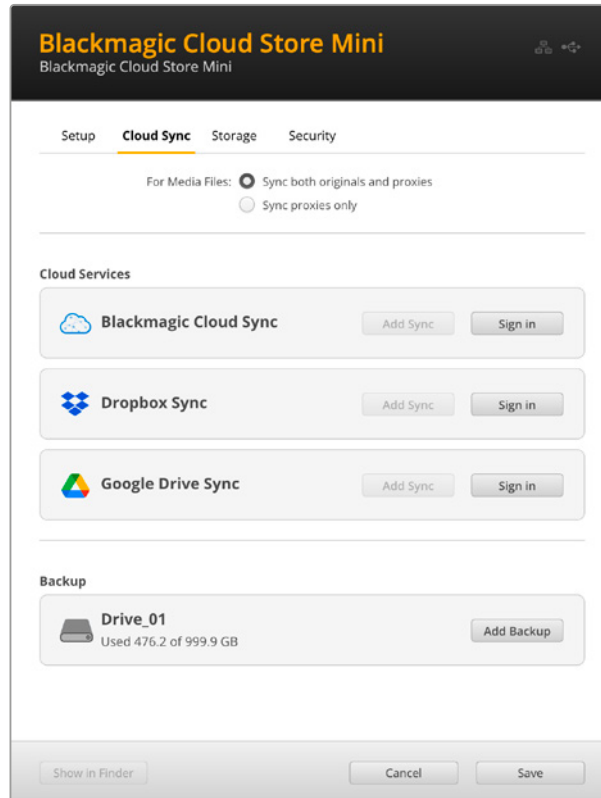 Blackmagic Cloud Store Mini
Blackmagic Cloud Store Mini
Setup Cloud Sync Storage Security
For Media Files: Sync both originals and proxies
Sync proxies only
Cloud Services
Blackmagic Cloud Sync Add Sync Sign in
Dropbox Sync Add Sync Sign in
Google Drive Sync Add Sync Sign in
Backup
Drive_01
Used 476.2 of 999.9 GB Add Backup
Show in Finder Cancel Save